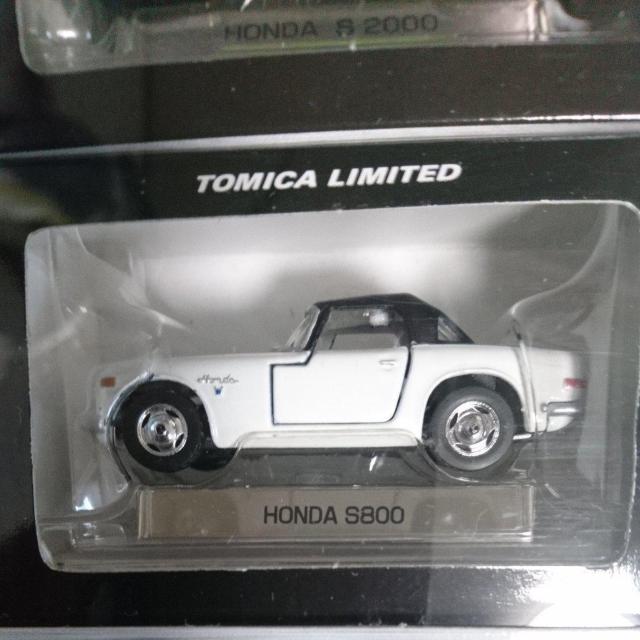 HONDA S 2000
TOMICA LIMITED
Honda
HONDA S800